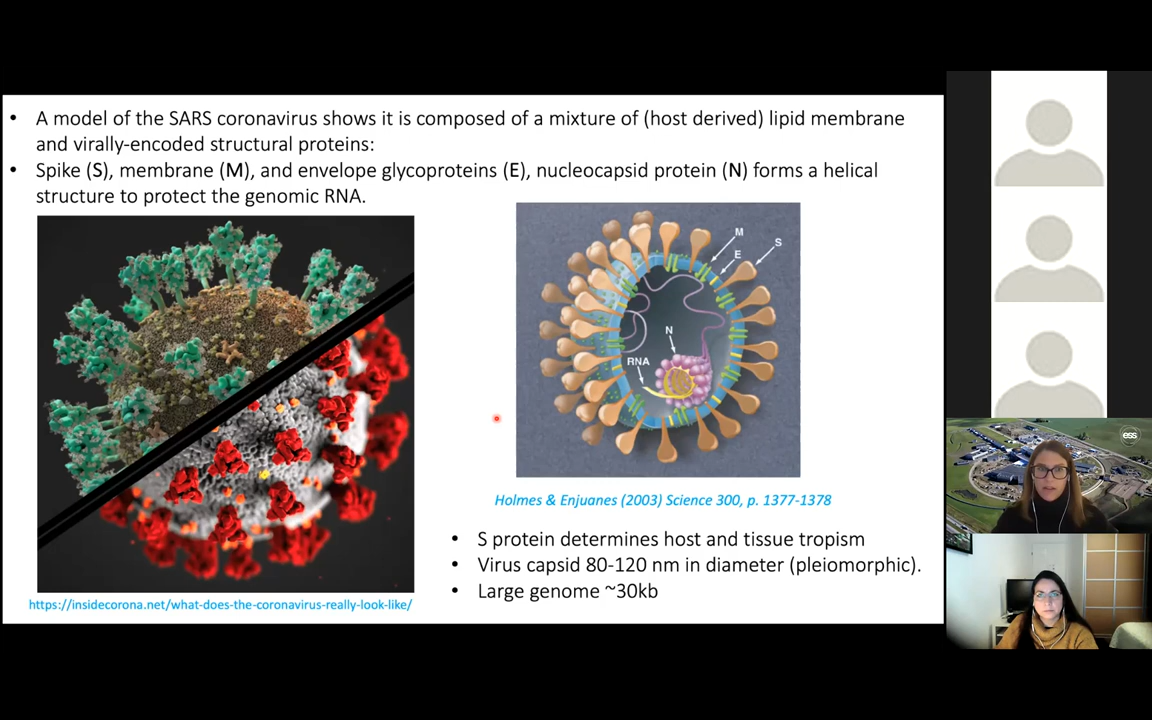 • A model of the SARS coronavirus shows it is composed of a mixture of (host derived) lipid membrane
and virally-encoded structural proteins:
• Spike (S), membrane (M), and envelope glycoproteins (E), nucleocapsid protein (N) forms a helical
structure to protect the genomic RNA.
M
S
E
N
RNA
ess
Holmes & Enjuanes (2003) Science 300, p. 1377-1378
• S protein determines host and tissue tropism
• Virus capsid 80-120 nm in diameter (pleiomorphic).
• Large genome ~30kb
https://insidecorona.net/what-does-the-coronavirus-really-look-like/